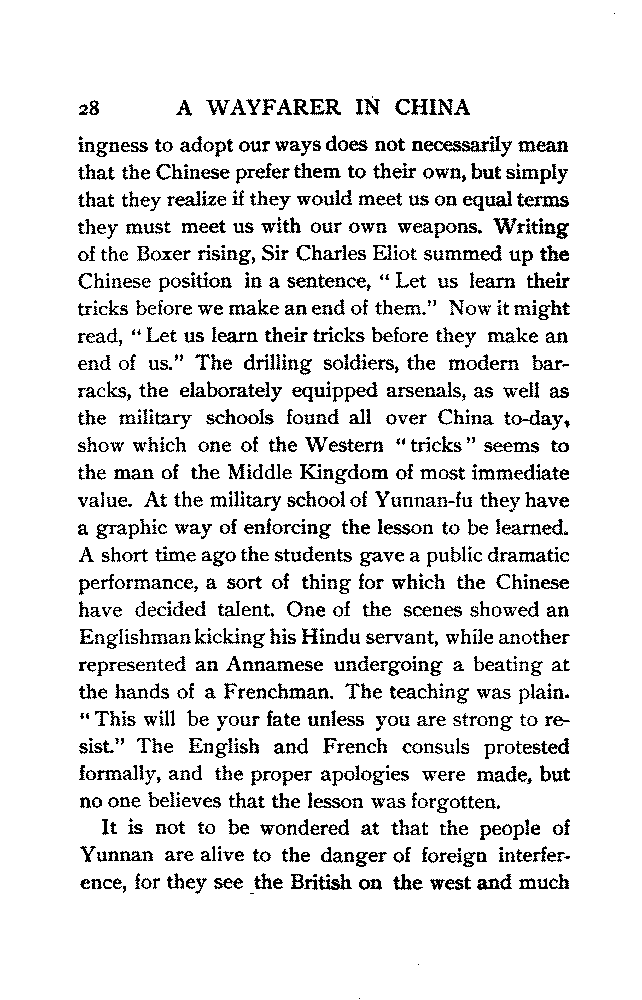 28 A WAYFARER IN CHINA
ingness to adopt our ways does not necessarily mean
that the Chinese prefer them to their own, but simply
that they realize if they would meet us on equal terms
they must meet us with our own weapons. Writing
of the Boxer rising, Sir Charles Eliot summed up the
Chinese position in a sentence, “Let us learn their
tricks before we make an end of them.” Now it might
read, “Let us learn their tricks before they make an
end of us.” The drilling soldiers, the modern bar-
racks, the elaborately equipped arsenals, as well as
the military schools found all over China to-day,
show which one of the Western “tricks” seems to
the man of the Middle Kingdom of most immediate
value. At the military school of Yunnan-fu they have
a graphic way of enforcing the lesson to be learned.
A short time ago the students gave a public dramatic
performance, a sort of thing for which the Chinese
have decided talent. One of the scenes showed an
Englishman kicking his Hindu servant, while another
represented an Annamese undergoing a beating at
the hands of a Frenchman. The teaching was plain.
“This will be your fate unless you are strong to re-
sist.” The English and French consuls protested
formally, and the proper apologies were made, but
no one believes that the lesson was forgotten.
It is not to be wondered at that the people of
Yunnan are alive to the danger of foreign interfer-
ence, for they see the British on the west and much